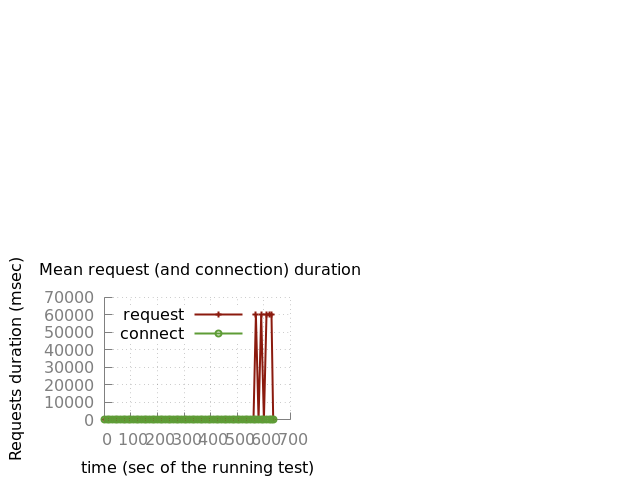 Mean request (and connection) duration
Requests duration (msec)
70000
60000
50000
40000
30000
20000
10000
0
request
connect
0 100 200 300 400 500 600 700
time (sec of the running test)